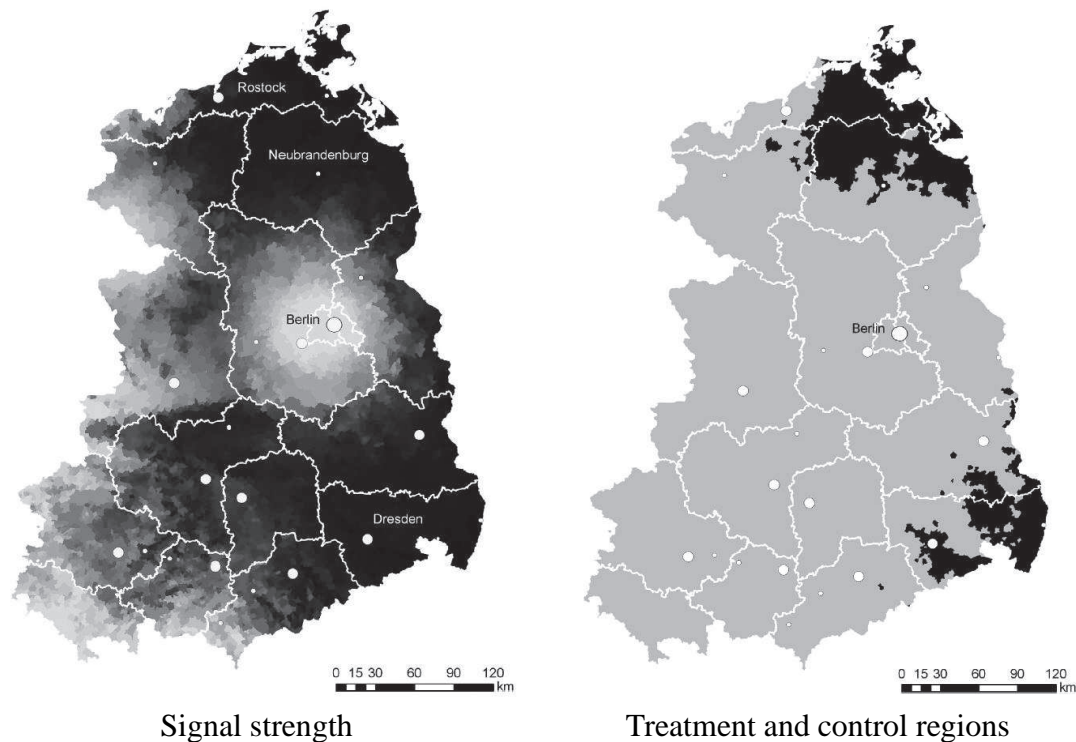 Rostock
Neubrandenburg
Berlin
Dresden
0 15 30 60 90 120
km
Berlin
0 15 30 60 90 120
km
Signal strength
Treatment and control regions